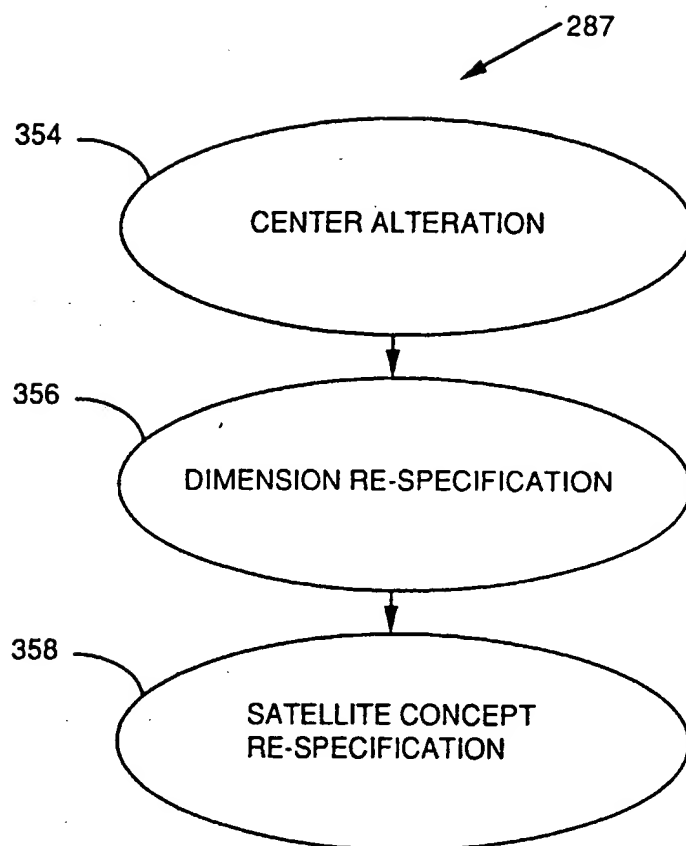 287
354
CENTER ALTERATION
356
DIMENSION RE-SPECIFICATION
358
SATELLITE CONCEPT
RE-SPECIFICATION